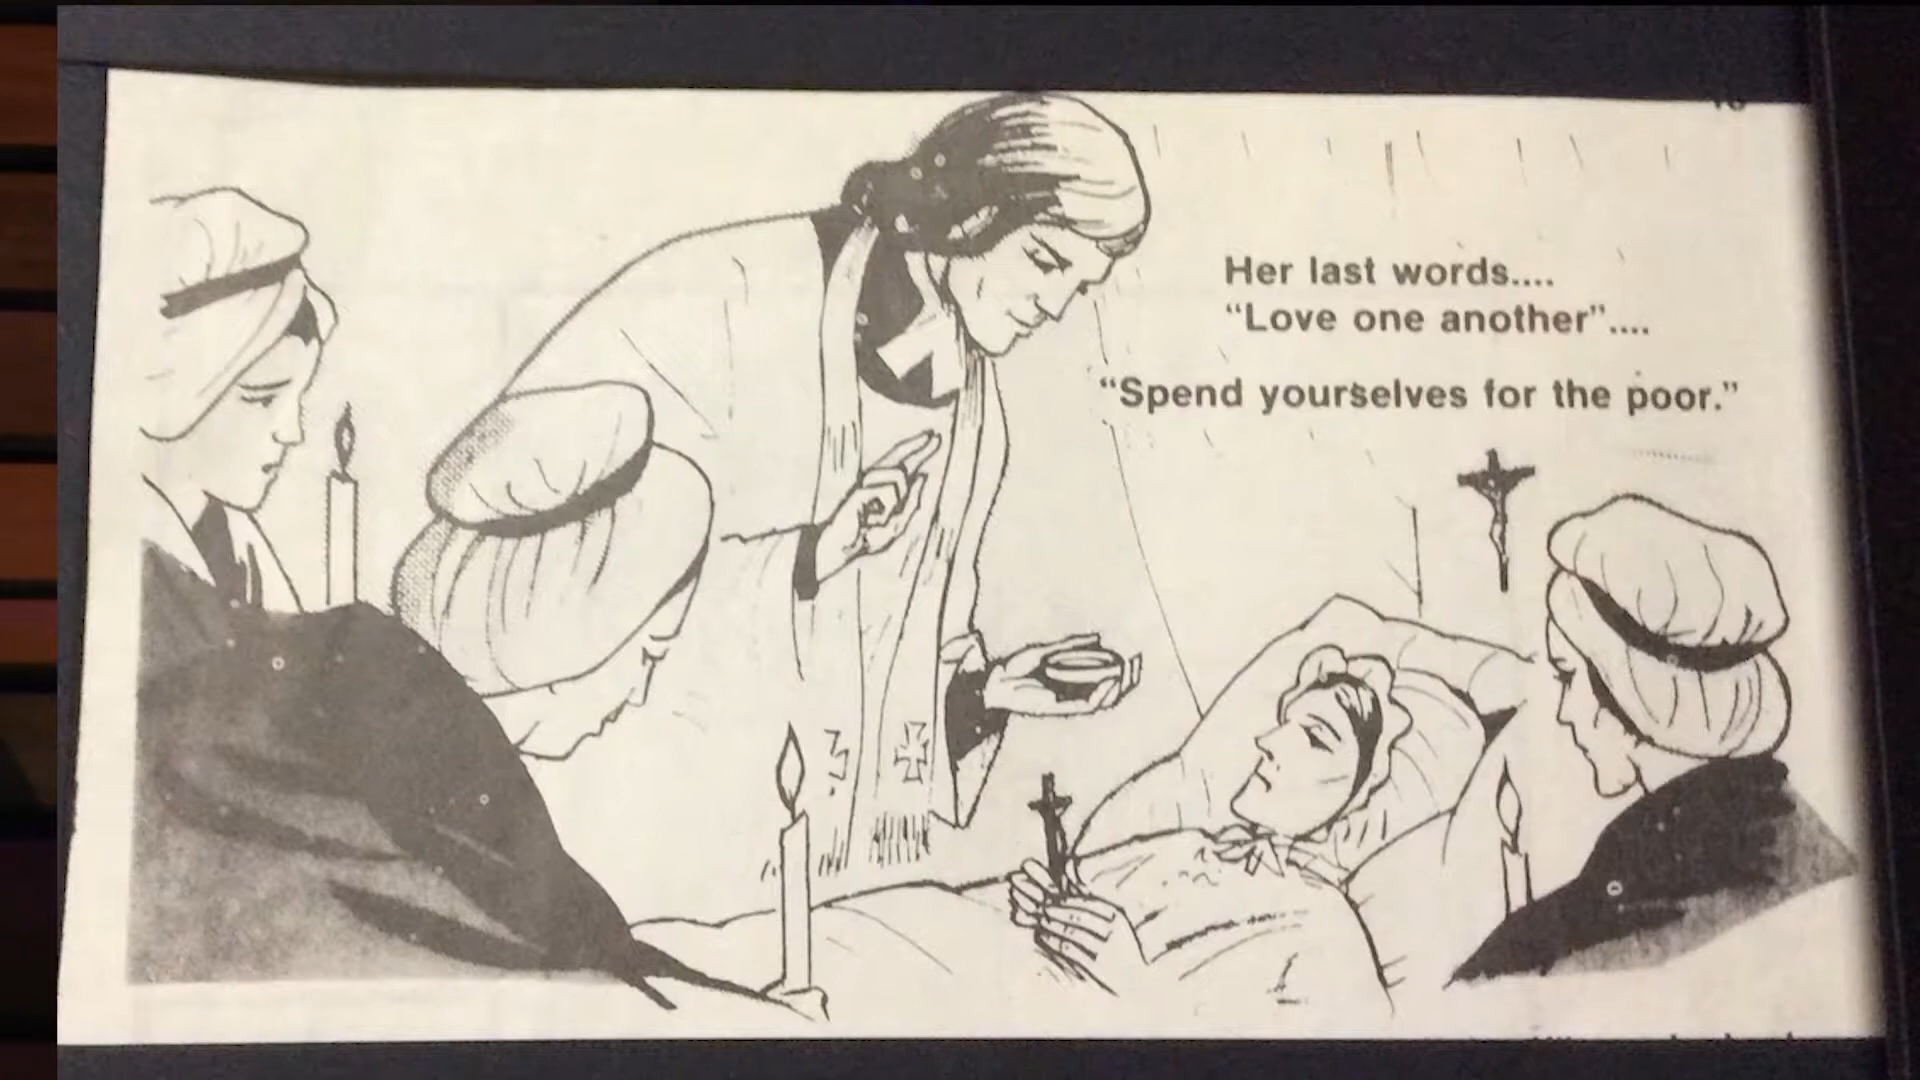 Her last words....
“Love one another”....
“Spend yourselves for the poor.”